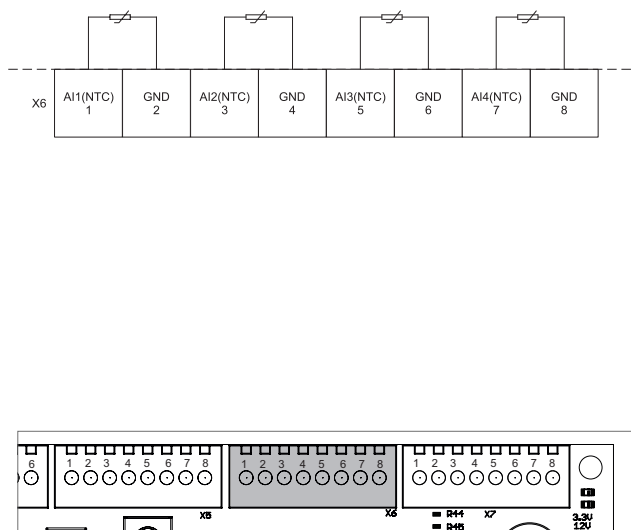 X6 AI1(NTC) GND AI2(NTC) GND AI3(NTC) GND AI4(NTC) GND
1 2 3 4 5 6 7 8
6 1 2 3 4 5 6 7 8 1 2 3 4 5 6 7 8 1 2 3 4 5 6 7 8
X5 X6 R44 X7 3.3V
R45 12V